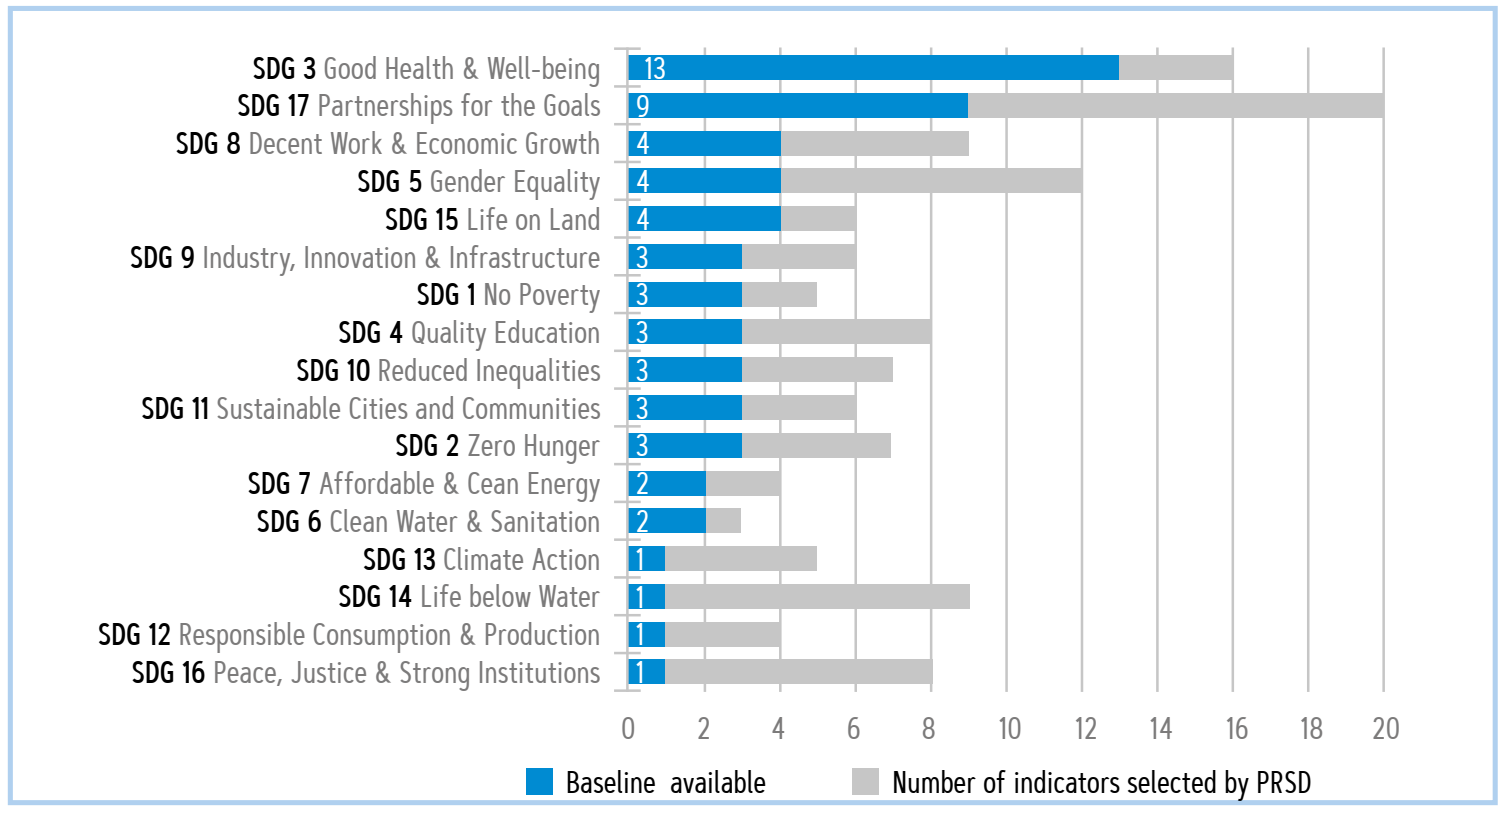 SDG 3 Good Health & Well-being 13
SDG 17 Partnerships for the Goals 9
SDG 8 Decent Work & Economic Growth 4
SDG 5 Gender Equality 4
SDG 15 Life on Land 4
SDG 9 Industry, Innovation & Infrastructure 3
SDG 1 No Poverty 3
SDG 4 Quality Education 3
SDG 10 Reduced Inequalities 3
SDG 11 Sustainable Cities and Communities 3
SDG 2 Zero Hunger 3
SDG 7 Affordable & Cean Energy 2
SDG 6 Clean Water & Sanitation 2
SDG 13 Climate Action 1
SDG 14 Life below Water 1
SDG 12 Responsible Consumption & Production 1
SDG 16 Peace, Justice & Strong Institutions 1
0 2 4 6 8 10 12 14 16 18 20
Baseline available Number of indicators selected by PRSD